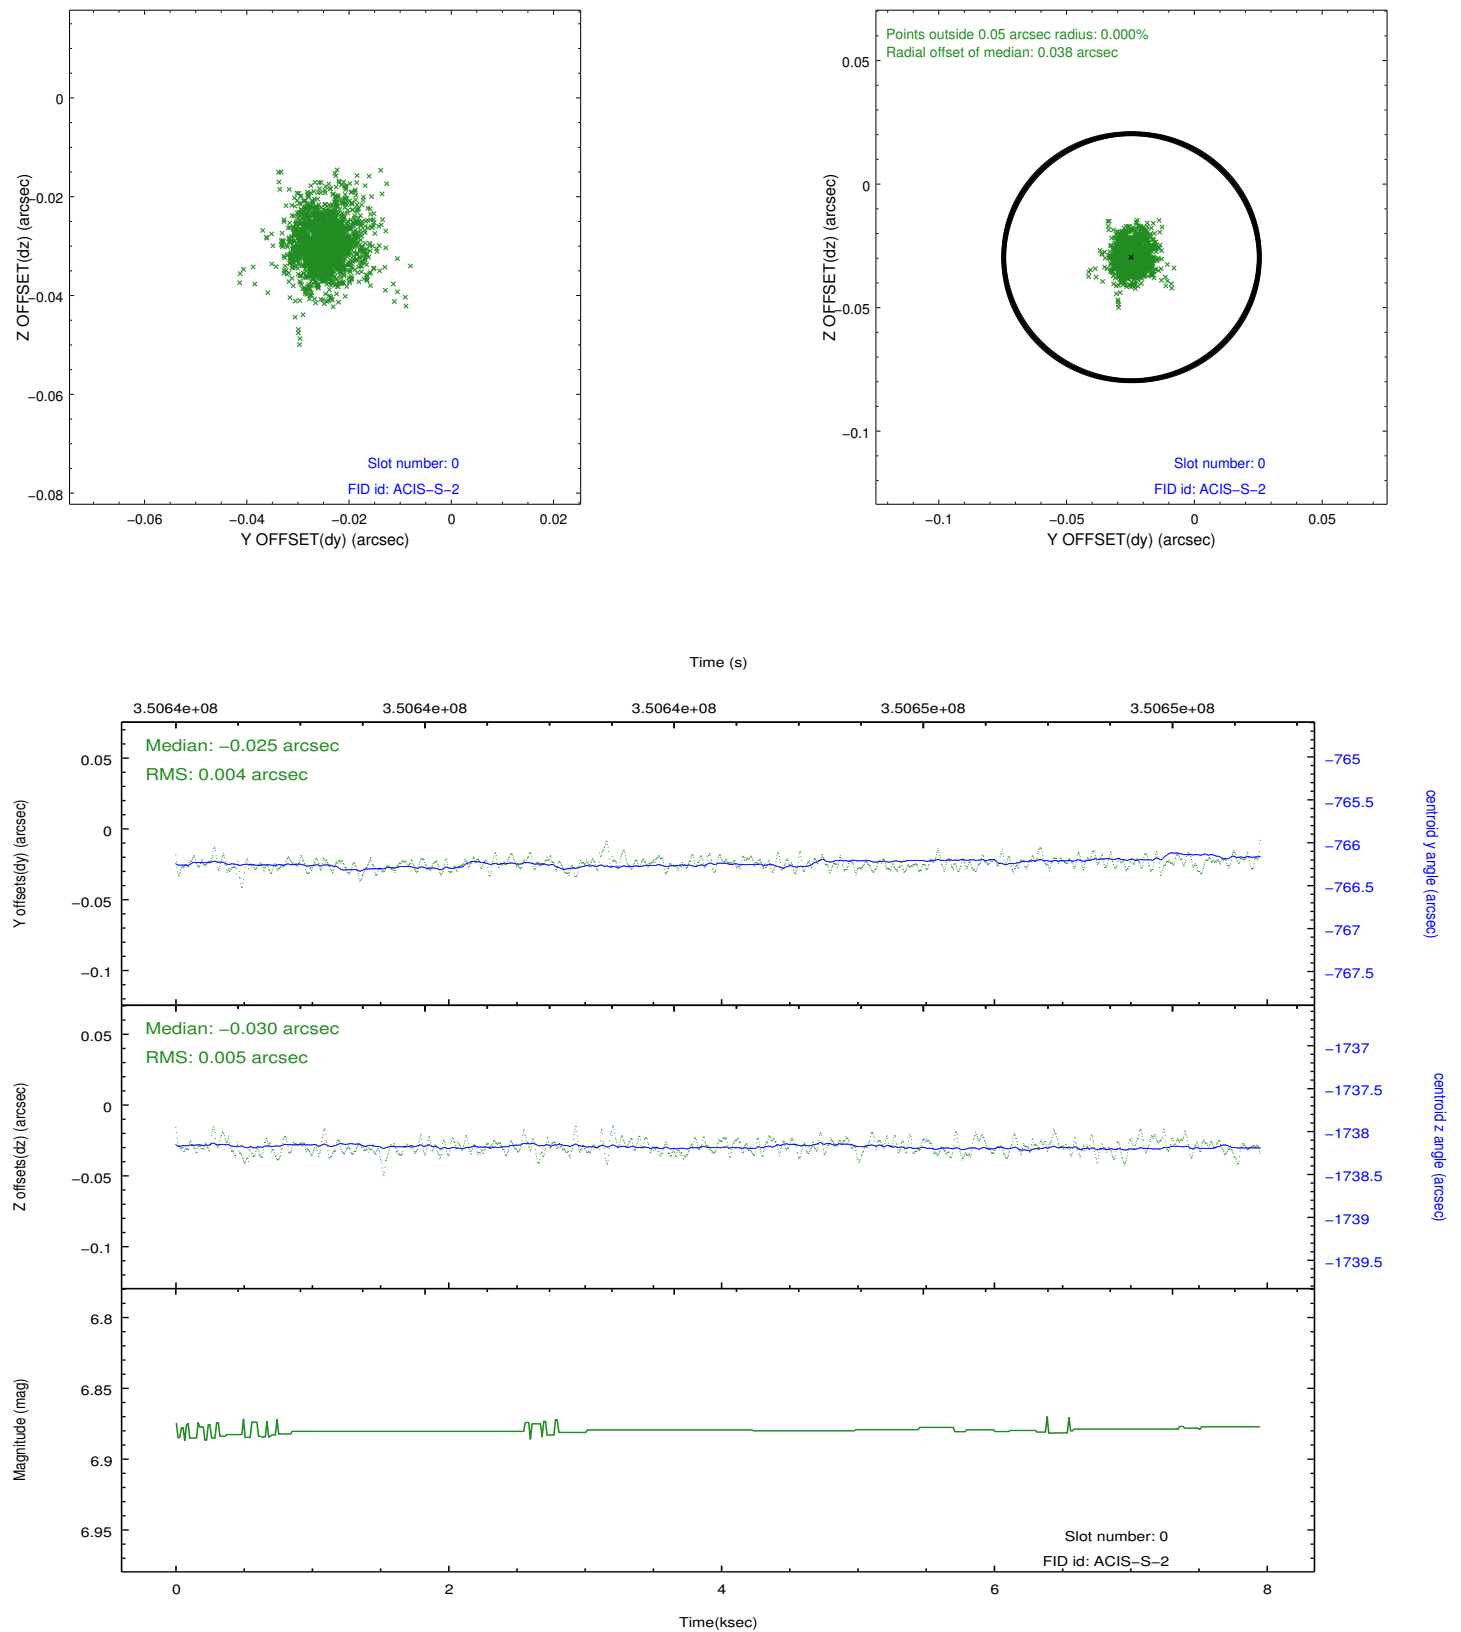 0
−0.02
−0.04
−0.06
−0.08
Z OFFSET(dz) (arcsec)
Slot number: 0
FID id: ACIS−S−2
−0.06
−0.04
−0.02
0
0.02
Y OFFSET(dy) (arcsec)
Points outside 0.05 arcsec radius: 0.000%
Radial offset of median: 0.038 arcsec
0.05
0
−0.05
−0.1
Z OFFSET(dz) (arcsec)
Slot number: 0
FID id: ACIS−S−2
−0.1
−0.05
0
0.05
Y OFFSET(dy) (arcsec)
Time (s)
3.5064e+08
3.5064e+08
3.5064e+08
3.5065e+08
3.5065e+08
Median: −0.025 arcsec
RMS: 0.004 arcsec
0.05
0
−0.05
−0.1
Y offsets(dy) (arcsec)
−765
−765.5
−766
−766.5
−767
−767.5
centroid y angle (arcsec)
Median: −0.030 arcsec
RMS: 0.005 arcsec
0.05
0
−0.05
−0.1
Z offsets(dz) (arcsec)
−1737
−1737.5
−1738
−1738.5
−1739
−1739.5
centroid z angle (arcsec)
6.8
6.85
6.9
6.95
Magnitude (mag)
Slot number: 0
FID id: ACIS−S−2
0
2
4
6
8
Time(ksec)